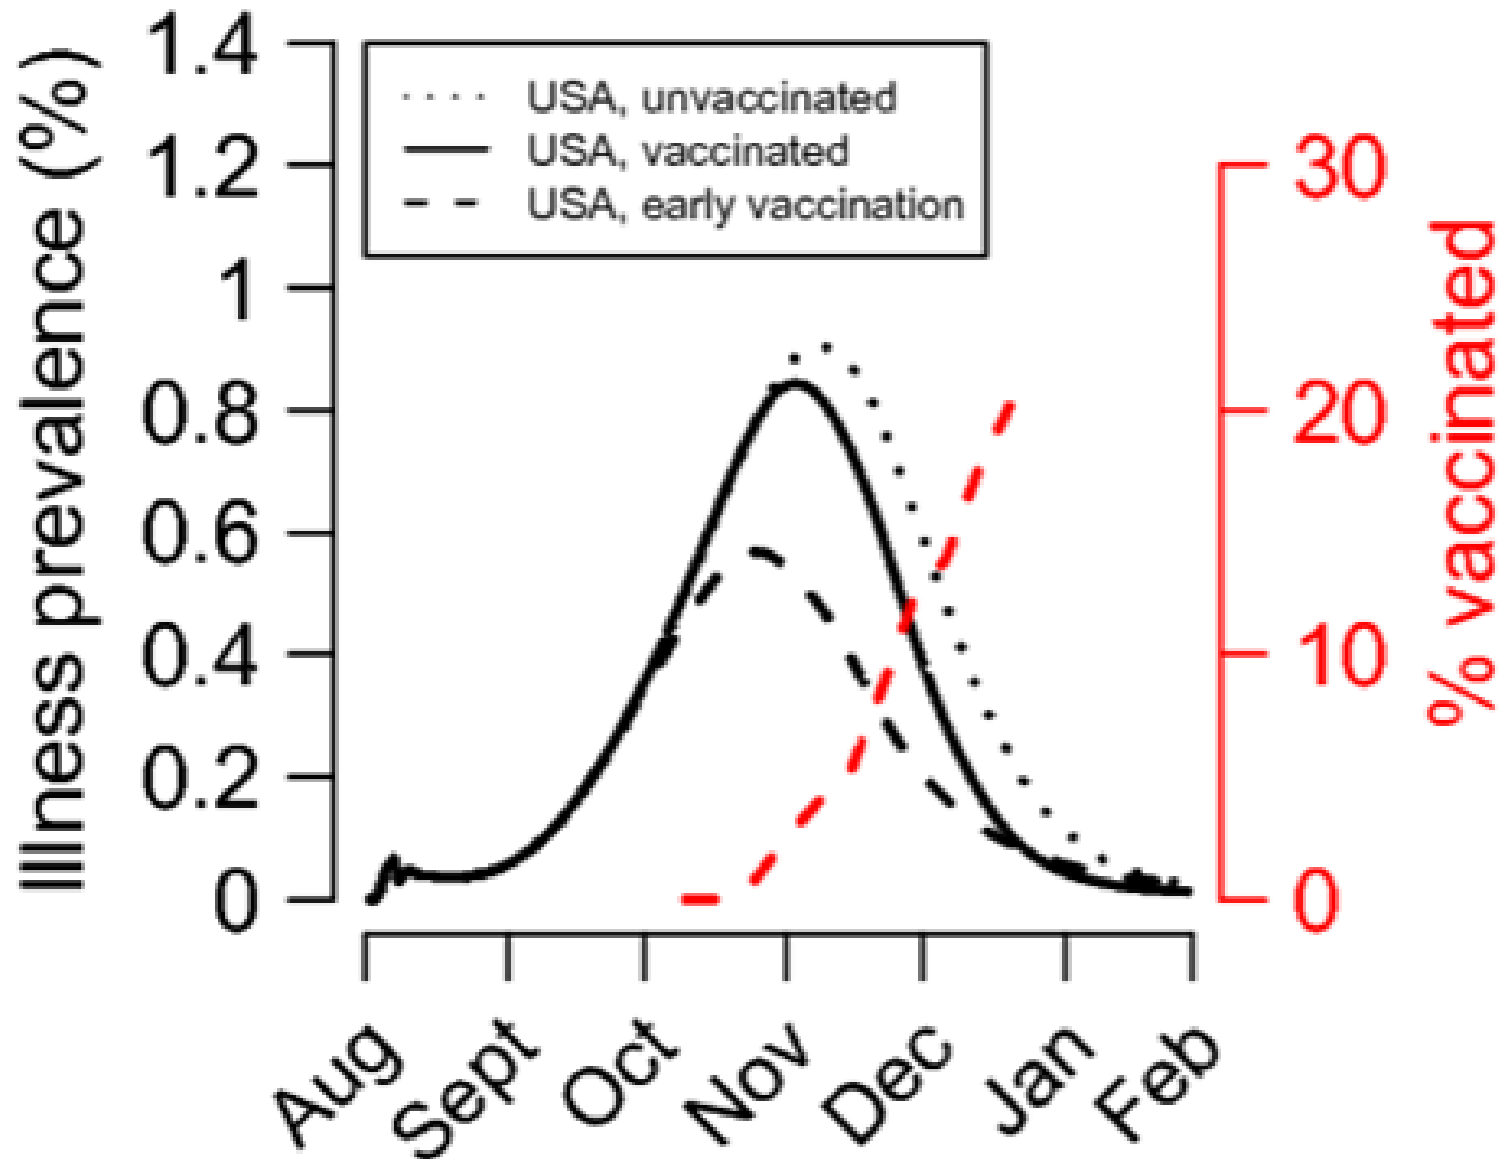 Illness prevalence (%)
1.4
1.2
1
0.8
0.6
0.4
0.2
0
USA, unvaccinated
USA, vaccinated
USA, early vaccination
30
20
10
0
% vaccinated
Aug
Sept
Oct
Nov
Dec
Jan
Feb